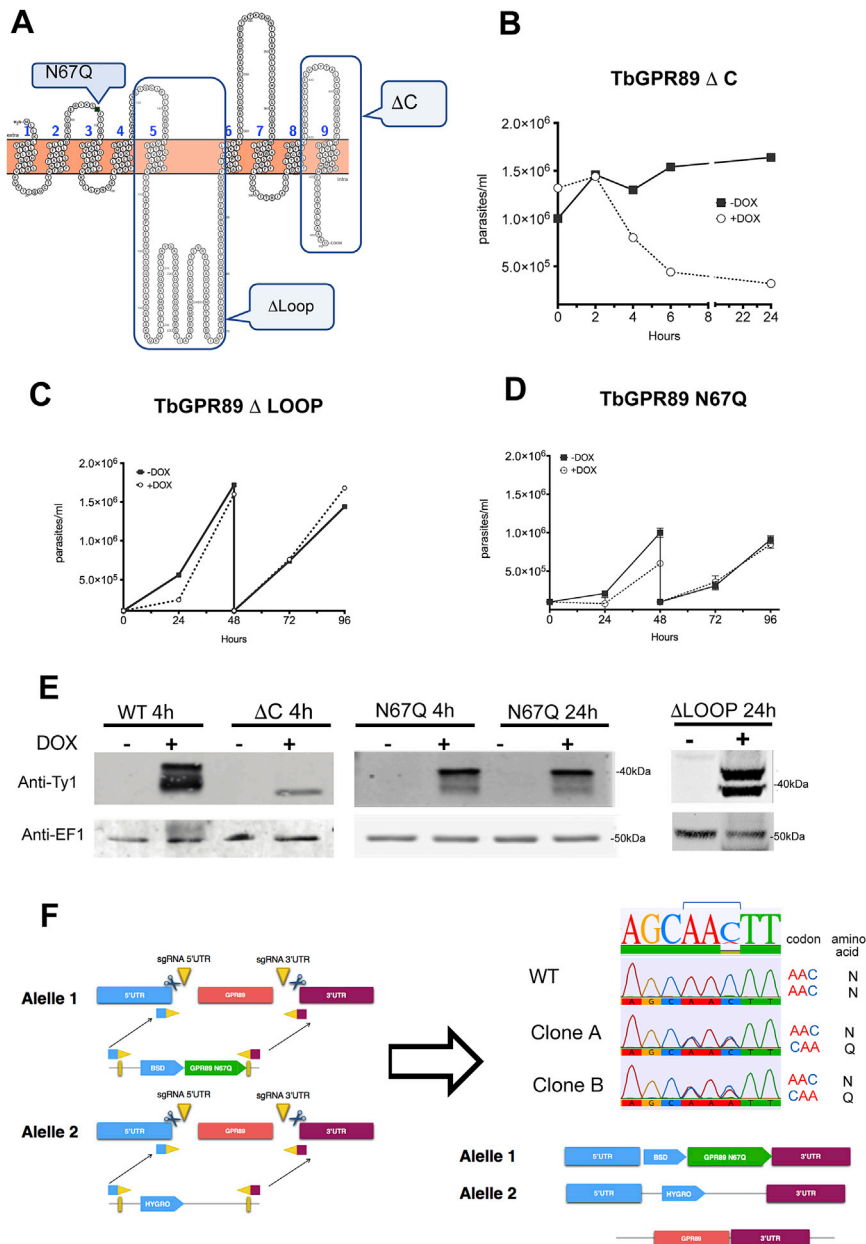 A
N67Q
ΔC
1 2 3 4 5 6 7 8 9
extra
intra
-COOH
ΔLoop
B
TbGPR89 Δ C
2.0×10⁶
1.5×10⁶
1.0×10⁶
5.0×10⁵
parasites/ml
-DOX
+DOX
0 2 4 6 8 22 24
Hours
C
TbGPR89 Δ LOOP
2.0×10⁶
1.5×10⁶
1.0×10⁶
5.0×10⁵
parasites/ml
-DOX
+DOX
0 24 48 72 96
Hours
D
TbGPR89 N67Q
2.0×10⁶
1.5×10⁶
1.0×10⁶
5.0×10⁵
parasites/ml
-DOX
+DOX
0 24 48 72 96
Hours
E
WT 4h ΔC 4h N67Q 4h N67Q 24h ΔLOOP 24h
DOX - + - + - + - + - +
Anti-Ty1 -40kDa -40kDa
Anti-EF1 -50kDa -50kDa
F
sgRNA 5'UTR sgRNA 3'UTR
Alelle 1 5'UTR GPR89 3'UTR
BSD GPR89 N67Q
sgRNA 5'UTR sgRNA 3'UTR
Alelle 2 5'UTR GPR89 3'UTR
HYGRO
AGCAACTT codon amino acid
WT AAC N
AAC N
A G C A A C T T
Clone A AAC N
CAA Q
A G C A A C T T
Clone B AAC N
CAA Q
A G C A A A T T
Alelle 1 5'UTR BSD GPR89 N67Q 3'UTR
Alelle 2 5'UTR HYGRO 3'UTR
GPR89 3'UTR